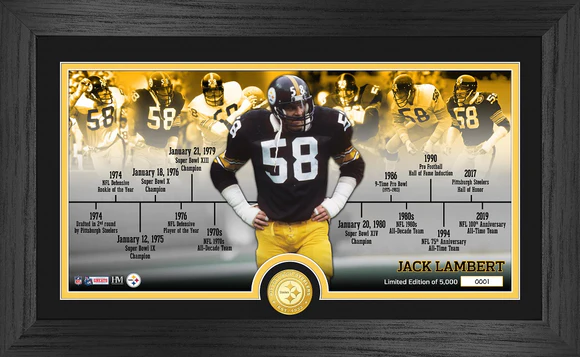 January 21, 1979
Super Bowl XIII
Champion
1974
NFL Defensive
Rookie of the Year
January 18, 1976
Super Bowl X
Champion
1974
Drafted in 2nd round
by Pittsburgh Steelers
January 12, 1975
Super Bowl IX
Champion
1976
NFL Defensive
Player of the Year
1970s
NFL 1970s
All-Decade Team
58
1986
9-Time Pro Bowl
(1975-1983)
1990
Pro Football
Hall of Fame Induction
2017
Pittsburgh Steelers
Hall of Honor
January 20, 1980
Super Bowl XIV
Champion
1980s
NFL 1980s
All-Decade Team
1994
NFL 75th Anniversary
All-Time Team
2019
NFL 100th Anniversary
All-Time Team
JACK LAMBERT
Limited Edition of 5,000 0001
HM
58
58
58
58
Steelers